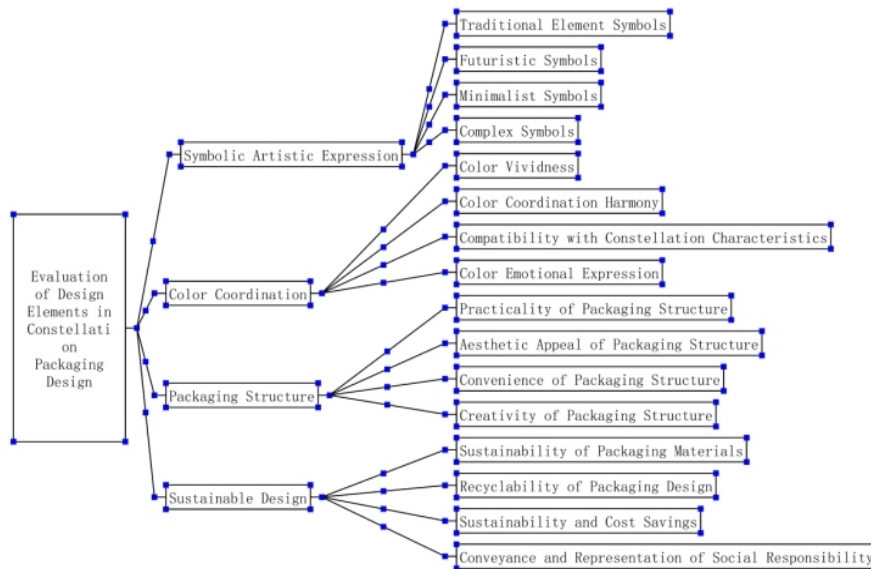 Traditional Element Symbols
Futuristic Symbols
Minimalist Symbols
Complex Symbols
Symbolic Artistic Expression
Color Vividness
Color Coordination Harmony
Compatibility with Constellation Characteristics
Color Emotional Expression
Color Coordination
Evaluation
of Design
Elements in
Constellati
on
Packaging
Design
Practicality of Packaging Structure
Aesthetic Appeal of Packaging Structure
Convenience of Packaging Structure
Creativity of Packaging Structure
Packaging Structure
Sustainability of Packaging Materials
Recyclability of Packaging Design
Sustainability and Cost Savings
Conveyance and Representation of Social Responsibility
Sustainable Design